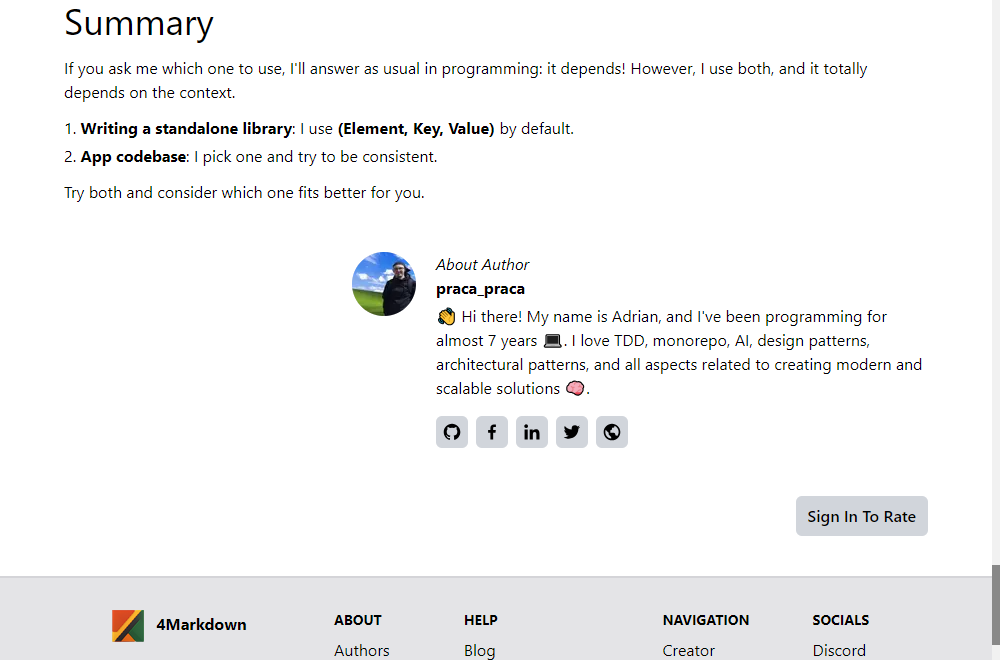 Summary
If you ask me which one to use, I'll answer as usual in programming: it depends! However, I use both, and it totally
depends on the context.
1. Writing a standalone library: I use (Element, Key, Value) by default.
2. App codebase: I pick one and try to be consistent.
Try both and consider which one fits better for you.
About Author
praca_praca
👏 Hi there! My name is Adrian, and I've been programming for
almost 7 years 💻. I love TDD, monorepo, AI, design patterns,
architectural patterns, and all aspects related to creating modern and
scalable solutions 🧠.
Sign In To Rate
4Markdown
ABOUT
Authors
HELP
Blog
NAVIGATION
Creator
SOCIALS
Discord